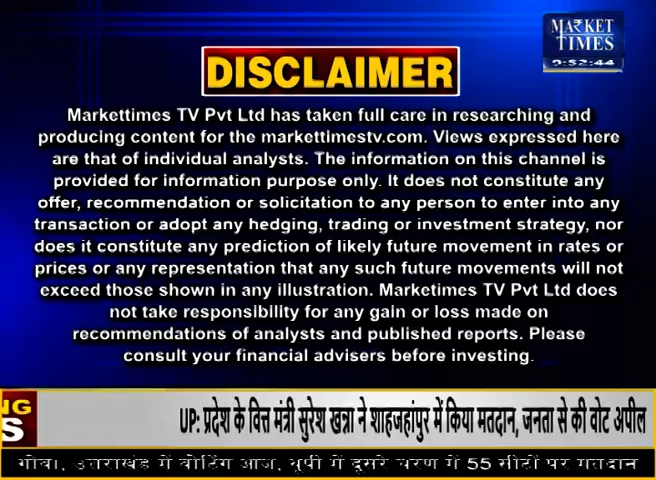 MARKET
TIMES
9:52:44
DISCLAIMER
Markettimes TV Pvt Ltd has taken full care in researching and
producing content for the markettimestv.com. Views expressed here
are that of individual analysts. The information on this channel is
provided for information purpose only. It does not constitute any
offer, recommendation or solicitation to any person to enter into any
transaction or adopt any hedging, trading or investment strategy, nor
does it constitute any prediction of likely future movement in rates or
prices or any representation that any such future movements will not
exceed those shown in any illustration. Marketimes TV Pvt Ltd does
not take responsibility for any gain or loss made on
recommendations of analysts and published reports. Please
consult your financial advisers before investing.
NG
S
UP: प्रदेश के वित्त मंत्री सुरेश खन्ना ने शाहजहांपुर में किया मतदान, जनता से की वोट अपील
गोवा, उत्तराखंड में वोटिंग आज, यूपी में दूसरे चरण में 55 सीटों पर मतदान